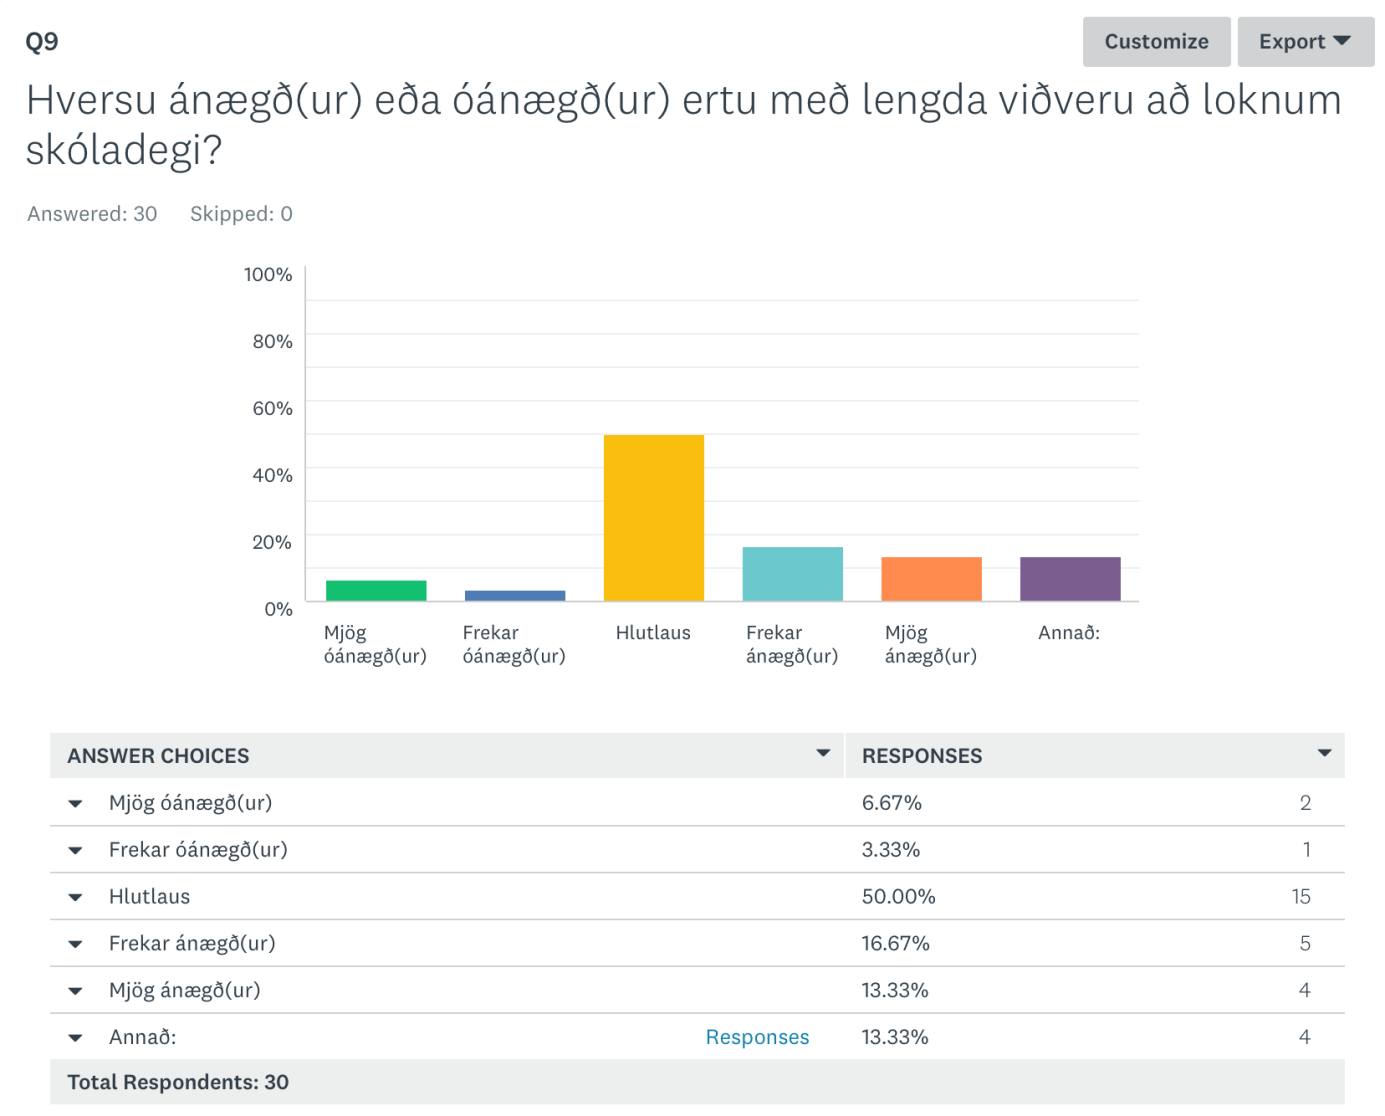 Q9
Customize
Export
Hversu ánægð(ur) eða óánægð(ur) ertu með lengda viðveru að loknum
skóladegi?
Answered: 30 Skipped: 0
100%
80%
60%
40%
20%
0%
Mjög
óánægð(ur)
Frekar
óánægð(ur)
Hlutlaus
Frekar
ánægð(ur)
Mjög
ánægð(ur)
Annað:
ANSWER CHOICES RESPONSES
Mjög óánægð(ur) 6.67% 2
Frekar óánægð(ur) 3.33% 1
Hlutlaus 50.00% 15
Frekar ánægð(ur) 16.67% 5
Mjög ánægð(ur) 13.33% 4
Annað: Responses 13.33% 4
Total Respondents: 30